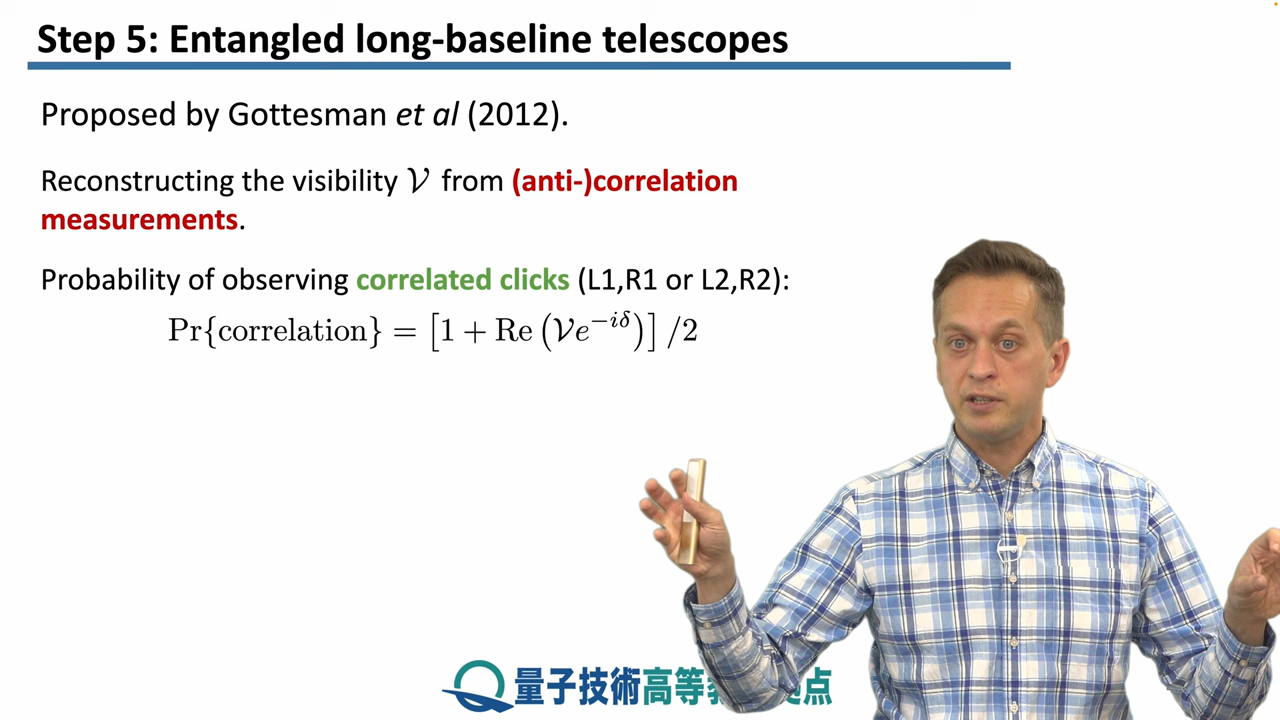 Step 5: Entangled long-baseline telescopes
Proposed by Gottesman et al (2012).
Reconstructing the visibility 𝒱 from (anti-)correlation
measurements.
Probability of observing correlated clicks (L1,R1 or L2,R2):
Pr{correlation} = [1 + Re (𝒱e^{−iδ})] /2
量子技術高等
点